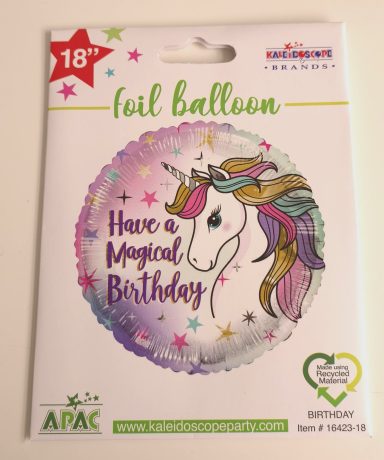 18”
KALEIDOSCOPE
BRANDS
foil balloon
Have a
Magical
Birthday
Made using
Recycled
Material
BIRTHDAY
APAC
www.kaleidoscopeparty.com
Item # 16423-18